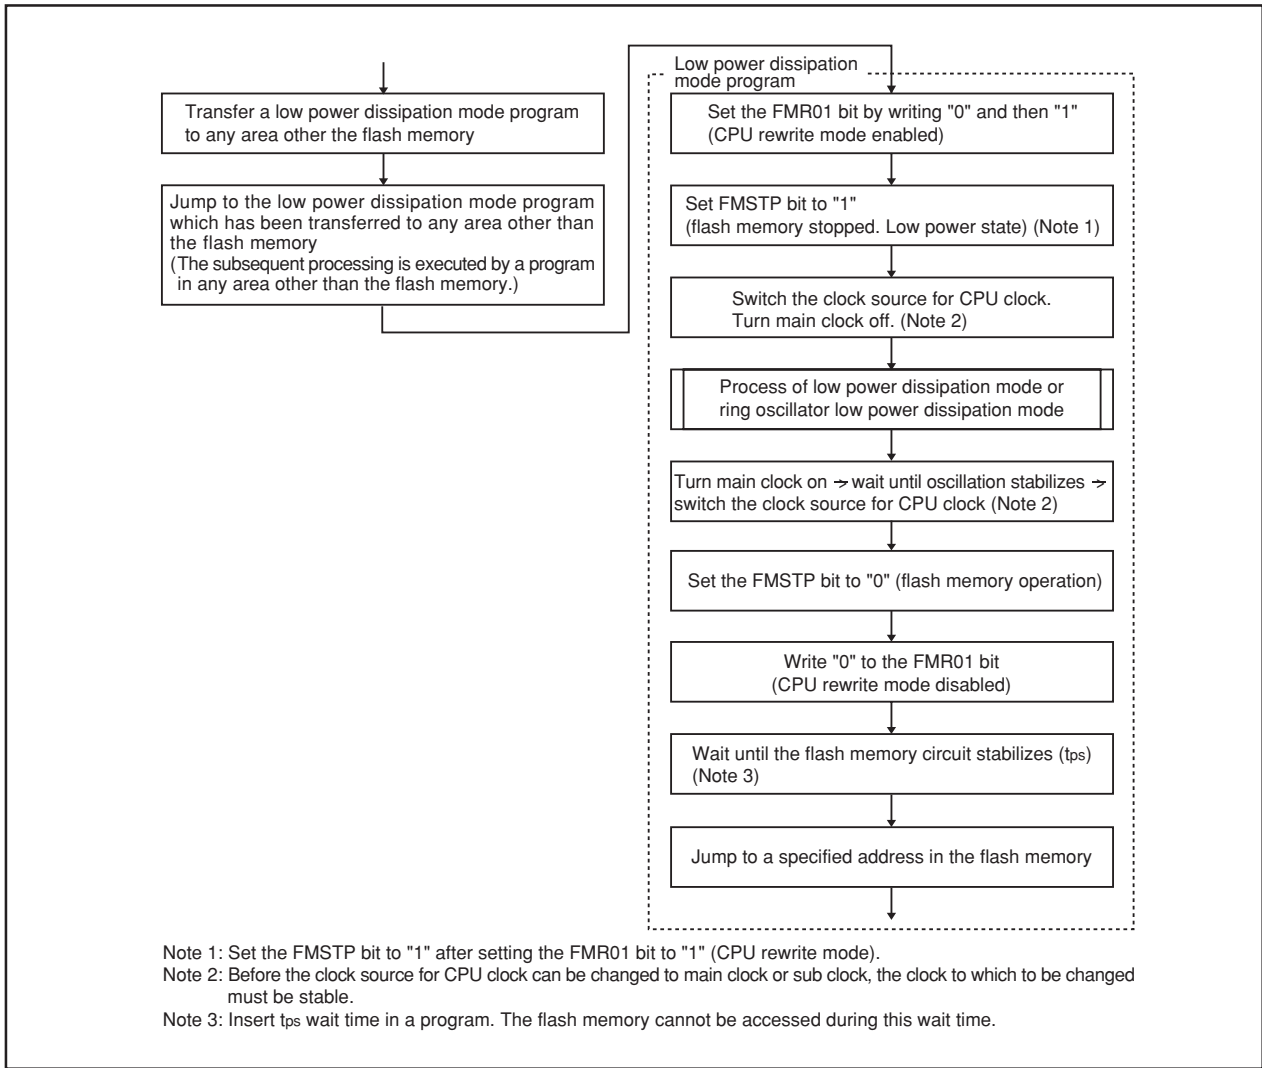 Transfer a low power dissipation mode program
to any area other the flash memory
Jump to the low power dissipation mode program
which has been transferred to any area other than
the flash memory
(The subsequent processing is executed by a program
in any area other than the flash memory.)
Low power dissipation
mode program
Set the FMR01 bit by writing "0" and then "1"
(CPU rewrite mode enabled)
Set FMSTP bit to "1"
(flash memory stopped. Low power state) (Note 1)
Switch the clock source for CPU clock.
Turn main clock off. (Note 2)
Process of low power dissipation mode or
ring oscillator low power dissipation mode
Turn main clock on → wait until oscillation stabilizes →
switch the clock source for CPU clock (Note 2)
Set the FMSTP bit to "0" (flash memory operation)
Write "0" to the FMR01 bit
(CPU rewrite mode disabled)
Wait until the flash memory circuit stabilizes (tps)
(Note 3)
Jump to a specified address in the flash memory
Note 1: Set the FMSTP bit to "1" after setting the FMR01 bit to "1" (CPU rewrite mode).
Note 2: Before the clock source for CPU clock can be changed to main clock or sub clock, the clock to which to be changed
must be stable.
Note 3: Insert tps wait time in a program. The flash memory cannot be accessed during this wait time.